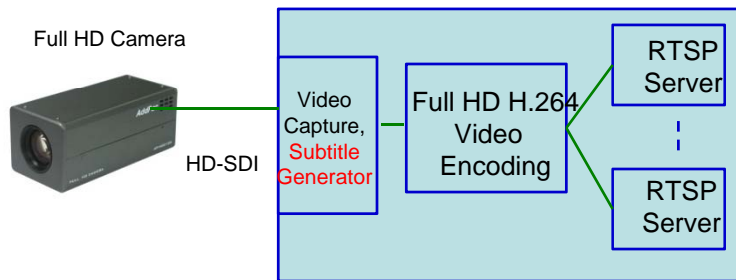 Full HD Camera
HD-SDI
Video
Capture,
Subtitle
Generator
Full HD H.264
Video
Encoding
RTSP
Server
RTSP
Server